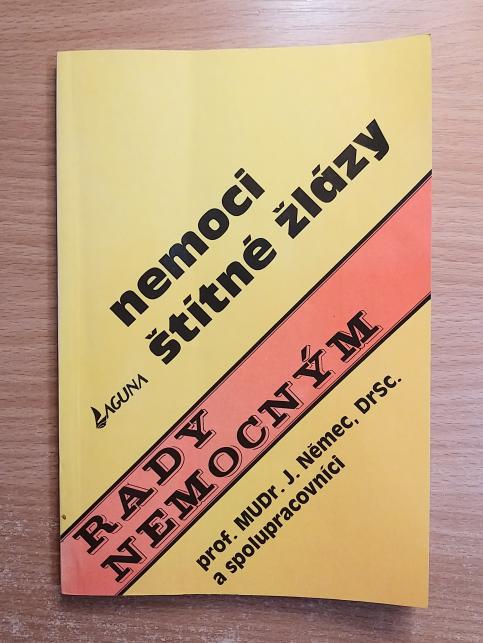 nemoci
štítné žlázy
LAGUNA
RADY
NEMOCNÝM
prof. MUDr. J. Němec, DrSc.
a spolupracovníci